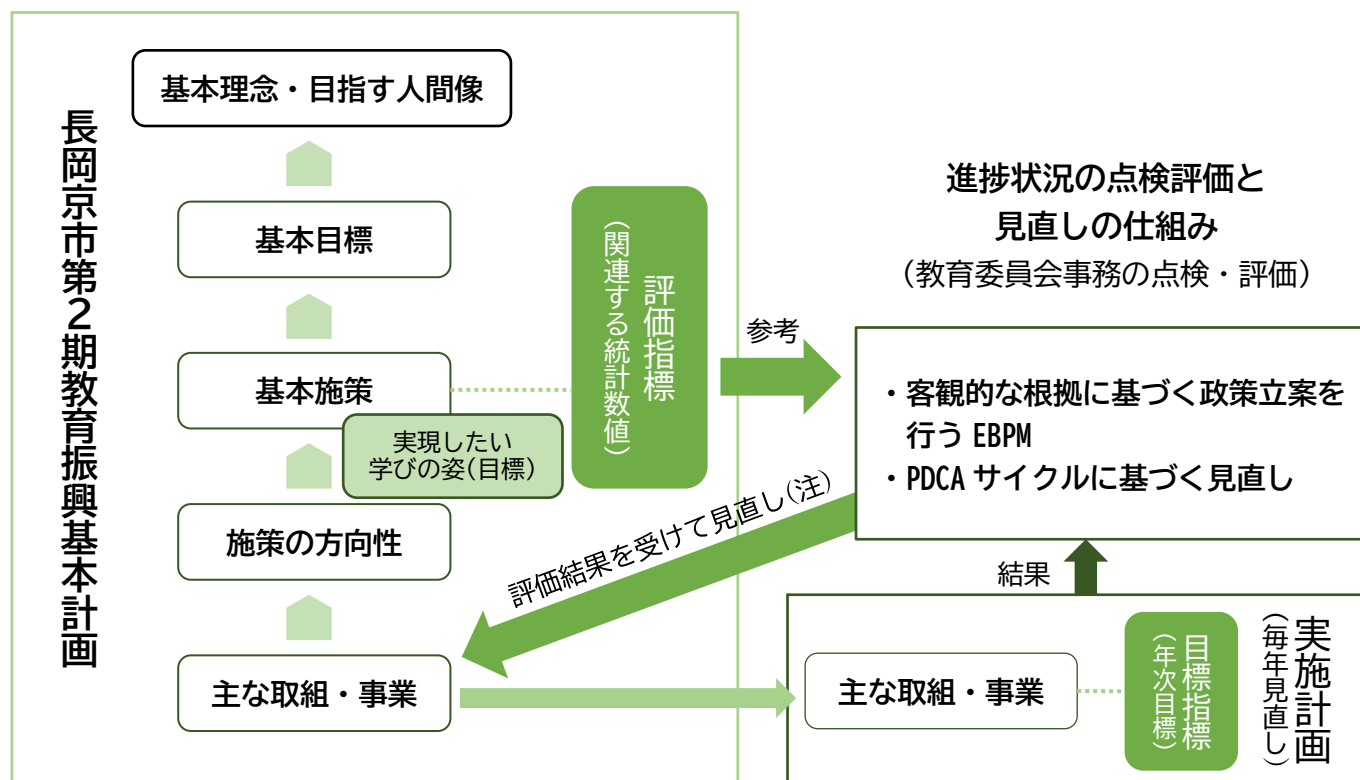 長岡京市第2期教育振興基本計画
基本理念・目指す人間像
基本目標
基本施策
実現したい
学びの姿(目標)
施策の方向性
主な取組・事業
評価指標
(関連する統計数値)
参考
進捗状況の点検評価と
見直しの仕組み
(教育委員会事務の点検・評価)
・客観的な根拠に基づく政策立案を
行う EBPM
・PDCA サイクルに基づく見直し
評価結果を受けて見直し(注)
結果
主な取組・事業
目標指標
(年次目標)
実施計画
(毎年見直し)